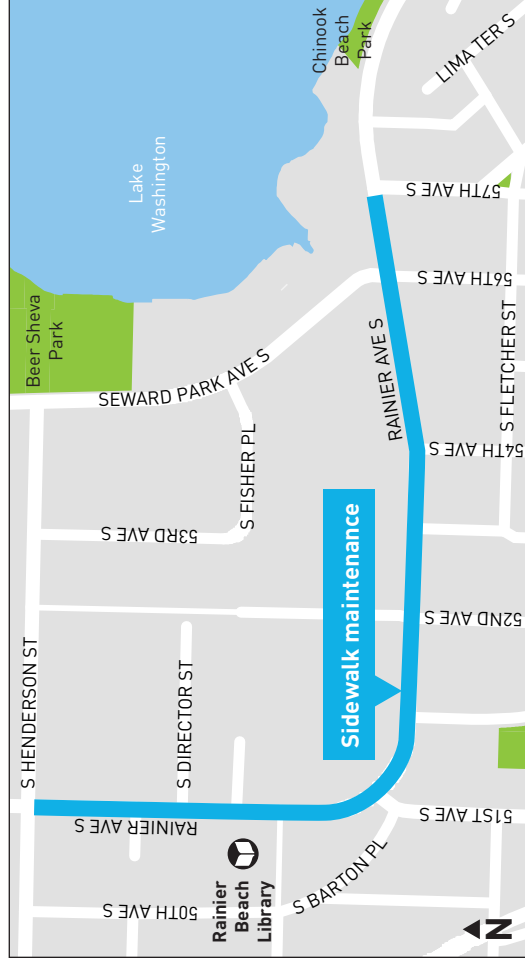 Chinook
Beach
Park
LIMA TER S
Lake
Washington
57TH AVE S
Beer Sheva
Park
56TH AVE S
SEWARD PARK AVE S
RAINIER AVE S
S FLETCHER ST
54TH AVE S
S FISHER PL
53RD AVE S
Sidewalk maintenance
52ND AVE S
S HENDERSON ST
S DIRECTOR ST
RAINIER AVE S
51ST AVE S
Rainier
Beach
Library
S BARTON PL
50TH AVE S
N